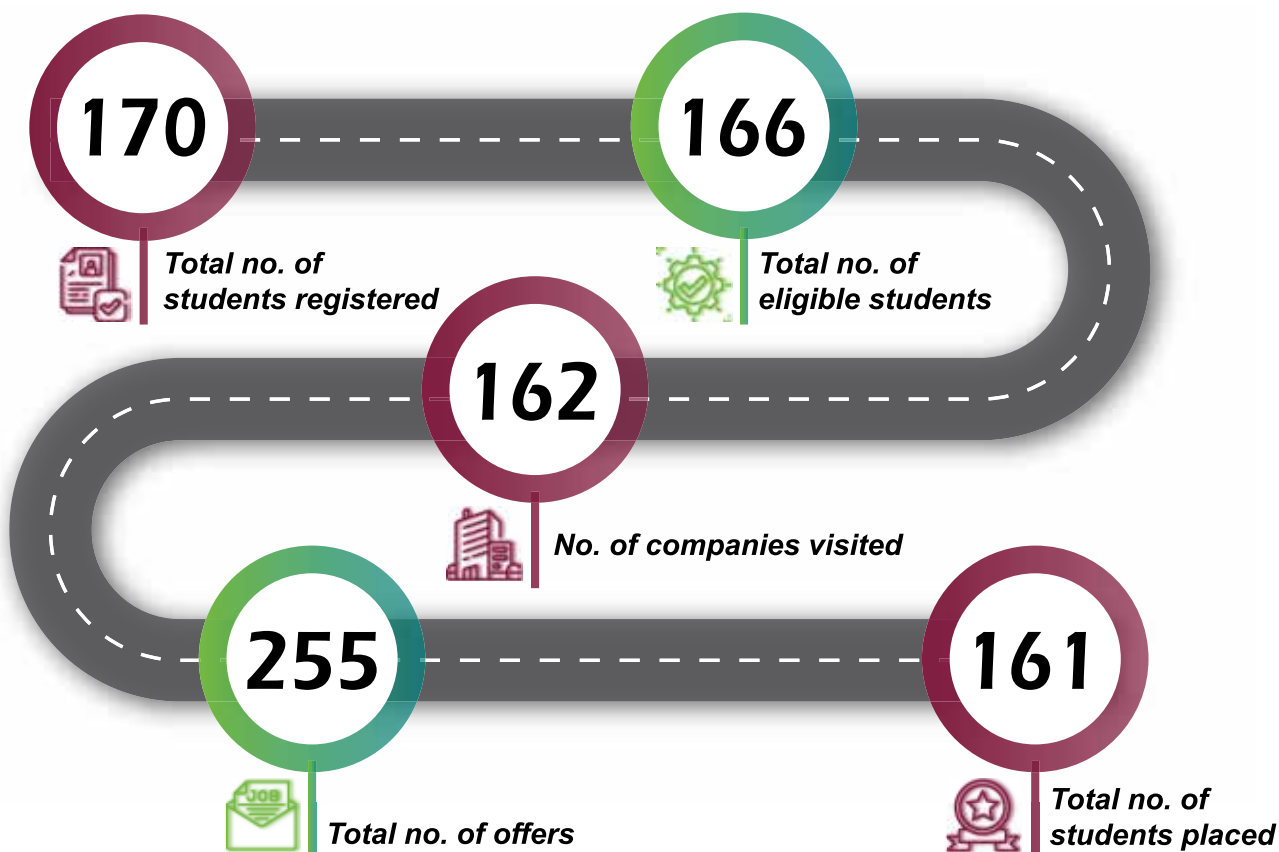 170
Total no. of
students registered
166
Total no. of
eligible students
162
No. of companies visited
255
JOB
Total no. of offers
161
Total no. of
students placed